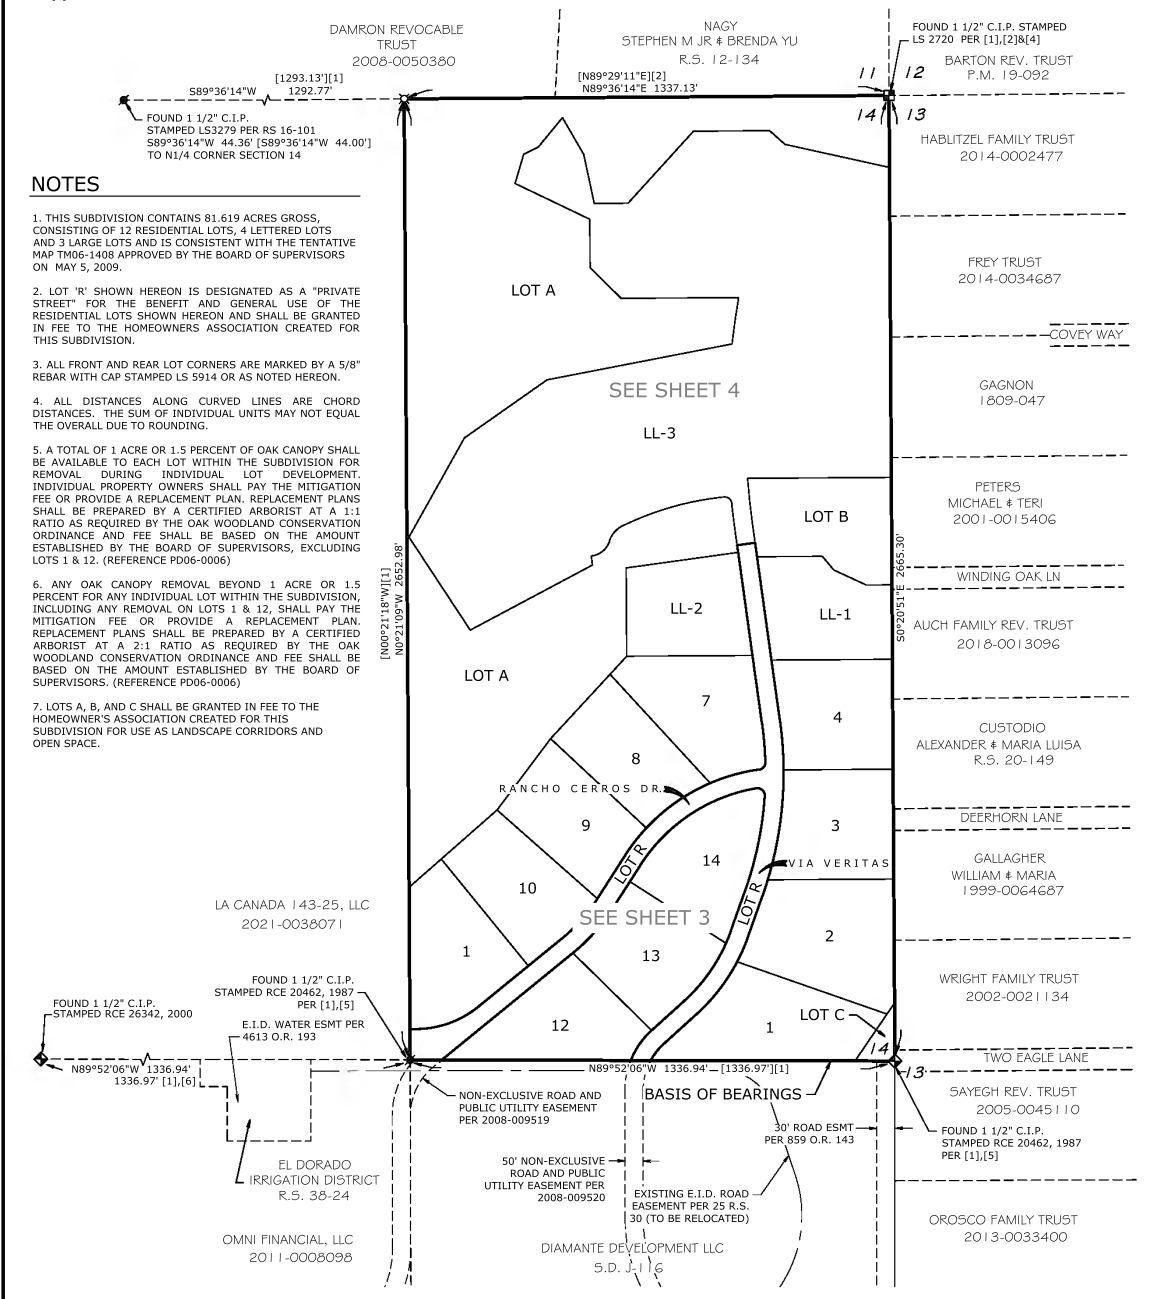 DAMRON REVOCABLE
TRUST
2008-0050380
NAGY
STEPHEN M JR & BRENDA YU
R.S. 12-134
FOUND 1 1/2" C.I.P. STAMPED
LS 2720 PER [1],[2]&[4]
BARTON REV. TRUST
P.M. 19-092
[1293.13'][1]
S89°36'14"W 1292.77'
[N89°29'11"E][2]
N89°36'14"E 1337.13'
11 12
14 13
FOUND 1 1/2" C.I.P.
STAMPED LS3279 PER RS 16-101
S89°36'14"W 44.36' [S89°36'14"W 44.00']
TO N1/4 CORNER SECTION 14
HABLITZEL FAMILY TRUST
2014-0002477
NOTES
1. THIS SUBDIVISION CONTAINS 81.619 ACRES GROSS,
CONSISTING OF 12 RESIDENTIAL LOTS, 4 LETTERED LOTS
AND 3 LARGE LOTS AND IS CONSISTENT WITH THE TENTATIVE
MAP TM06-1408 APPROVED BY THE BOARD OF SUPERVISORS
ON MAY 5, 2009.
2. LOT 'R' SHOWN HEREON IS DESIGNATED AS A "PRIVATE
STREET" FOR THE BENEFIT AND GENERAL USE OF THE
RESIDENTIAL LOTS SHOWN HEREON AND SHALL BE GRANTED
IN FEE TO THE HOMEOWNERS ASSOCIATION CREATED FOR
THIS SUBDIVISION.
3. ALL FRONT AND REAR LOT CORNERS ARE MARKED BY A 5/8"
REBAR WITH CAP STAMPED LS 5914 OR AS NOTED HEREON.
4. ALL DISTANCES ALONG CURVED LINES ARE CHORD
DISTANCES. THE SUM OF INDIVIDUAL UNITS MAY NOT EQUAL
THE OVERALL DUE TO ROUNDING.
5. A TOTAL OF 1 ACRE OR 1.5 PERCENT OF OAK CANOPY SHALL
BE AVAILABLE TO EACH LOT WITHIN THE SUBDIVISION FOR
REMOVAL DURING INDIVIDUAL LOT DEVELOPMENT.
INDIVIDUAL PROPERTY OWNERS SHALL PAY THE MITIGATION
FEE OR PROVIDE A REPLACEMENT PLAN. REPLACEMENT PLANS
SHALL BE PREPARED BY A CERTIFIED ARBORIST AT A 1:1
RATIO AS REQUIRED BY THE OAK WOODLAND CONSERVATION
ORDINANCE AND FEE SHALL BE BASED ON THE AMOUNT
ESTABLISHED BY THE BOARD OF SUPERVISORS, EXCLUDING
LOTS 1 & 12. (REFERENCE PD06-0006)
6. ANY OAK CANOPY REMOVAL BEYOND 1 ACRE OR 1.5
PERCENT FOR ANY INDIVIDUAL LOT WITHIN THE SUBDIVISION,
INCLUDING ANY REMOVAL ON LOTS 1 & 12, SHALL PAY THE
MITIGATION FEE OR PROVIDE A REPLACEMENT PLAN.
REPLACEMENT PLANS SHALL BE PREPARED BY A CERTIFIED
ARBORIST AT A 2:1 RATIO AS REQUIRED BY THE OAK
WOODLAND CONSERVATION ORDINANCE AND FEE SHALL BE
BASED ON THE AMOUNT ESTABLISHED BY THE BOARD OF
SUPERVISORS. (REFERENCE PD06-0006)
7. LOTS A, B, AND C SHALL BE GRANTED IN FEE TO THE
HOMEOWNER'S ASSOCIATION CREATED FOR THIS
SUBDIVISION FOR USE AS LANDSCAPE CORRIDORS AND
OPEN SPACE.
LOT A
SEE SHEET 4
LL-3
LOT B
LL-2
LL-1
LOT A
[N00°21'18"W][1]
N0°21'09"W 2652.98'
S0°20'51"E 2665.30'
7
4
8
RANCHO CERROS DR.
9
3
LOT R
14
VIA VERITAS
10
LOT R
SEE SHEET 3
1
13
2
12
1
LOT C
14
13
FREY TRUST
2014-0034687
COVEY WAY
GAGNON
1809-047
PETERS
MICHAEL & TERI
2001-0015406
WINDING OAK LN
AUCH FAMILY REV. TRUST
2018-0013096
CUSTODIO
ALEXANDER & MARIA LUISA
R.S. 20-149
DEERHORN LANE
GALLAGHER
WILLIAM & MARIA
1999-0064687
WRIGHT FAMILY TRUST
2002-0021134
TWO EAGLE LANE
SAYEGH REV. TRUST
2005-0045110
FOUND 1 1/2" C.I.P.
STAMPED RCE 20462, 1987
PER [1],[5]
OROSCO FAMILY TRUST
2013-0033400
LA CANADA 143-25, LLC
2021-0038071
FOUND 1 1/2" C.I.P.
STAMPED RCE 20462, 1987
PER [1],[5]
FOUND 1 1/2" C.I.P.
STAMPED RCE 26342, 2000
E.I.D. WATER ESMT PER
4613 O.R. 193
N89°52'06"W 1336.94'
1336.97' [1],[6]
N89°52'06"W 1336.94' [1336.97'][1]
BASIS OF BEARINGS
NON-EXCLUSIVE ROAD AND
PUBLIC UTILITY EASEMENT
PER 2008-009519
30' ROAD ESMT
PER 859 O.R. 143
50' NON-EXCLUSIVE
ROAD AND PUBLIC
UTILITY EASEMENT PER
2008-009520
EXISTING E.I.D. ROAD
EASEMENT PER 25 R.S.
30 (TO BE RELOCATED)
EL DORADO
IRRIGATION DISTRICT
R.S. 38-24
OMNI FINANCIAL, LLC
2011-0008098
DIAMANTE DEVELOPMENT LLC
S.D. J-116